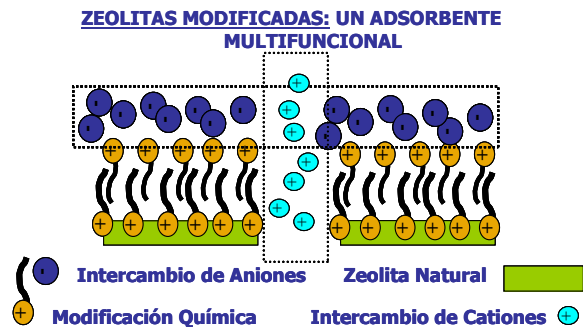 ZEOLITAS MODIFICADAS: UN ADSORBENTE
MULTIFUNCIONAL
Intercambio de Aniones
Zeolita Natural
Modificación Química
Intercambio de Cationes